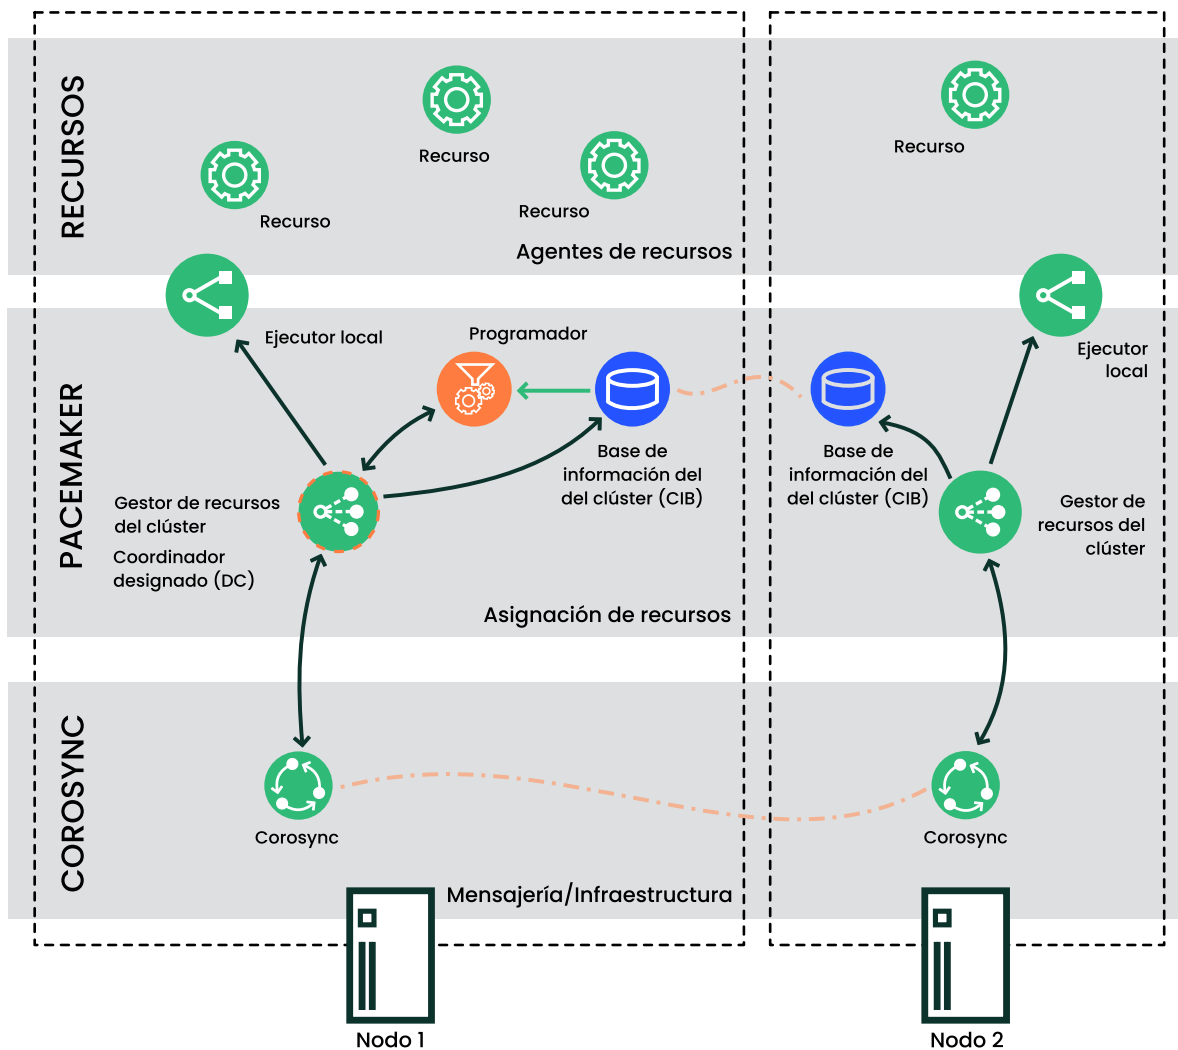 RECURSOS
Recurso
Recurso
Recurso
Recurso
Agentes de recursos
Ejecutor local
Programador
Ejecutor
local
PACEMAKER
Base de
información del
del clúster (CIB)
Base de
información del
del clúster (CIB)
Gestor de recursos
del clúster
Coordinador
designado (DC)
Gestor de
recursos del
clúster
Asignación de recursos
COROSYNC
Corosync
Corosync
Mensajería/Infraestructura
Nodo 1
Nodo 2